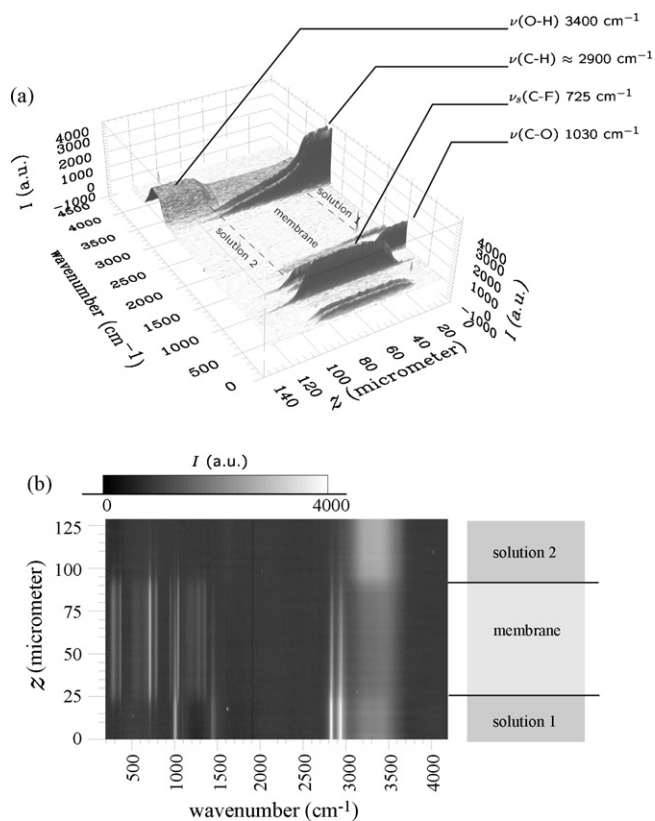 ν(O-H) 3400 cm⁻¹
ν(C-H) ≈ 2900 cm⁻¹
(a)
νs(C-F) 725 cm⁻¹
ν(C-O) 1030 cm⁻¹
I (a.u.)
4000
3000
2000
1000
0
-1000
4500
4000
3500
3000
2500
2000
1500
1000
500
0
wavenumber (cm-1)
solution 1
membrane
solution 2
4000
3000
2000
1000
0
-1000
I (a.u.)
0
20
40
60
80
100
120
140
z (micrometer)
I (a.u.)
(b)
0 4000
125
100
75
50
25
0
z (micrometer)
500 1000 1500 2000 2500 3000 3500 4000
wavenumber (cm⁻¹)
solution 2
membrane
solution 1